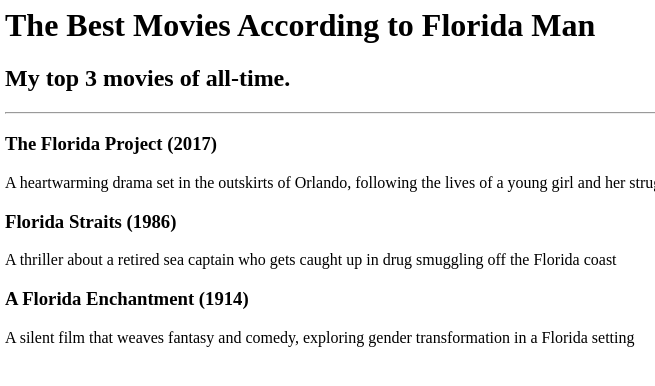 The Best Movies According to Florida Man
My top 3 movies of all-time.
The Florida Project (2017)
A heartwarming drama set in the outskirts of Orlando, following the lives of a young girl and her
Florida Straits (1986)
A thriller about a retired sea captain who gets caught up in drug smuggling off the Florida coast
A Florida Enchantment (1914)
A silent film that weaves fantasy and comedy, exploring gender transformation in a Florida setting